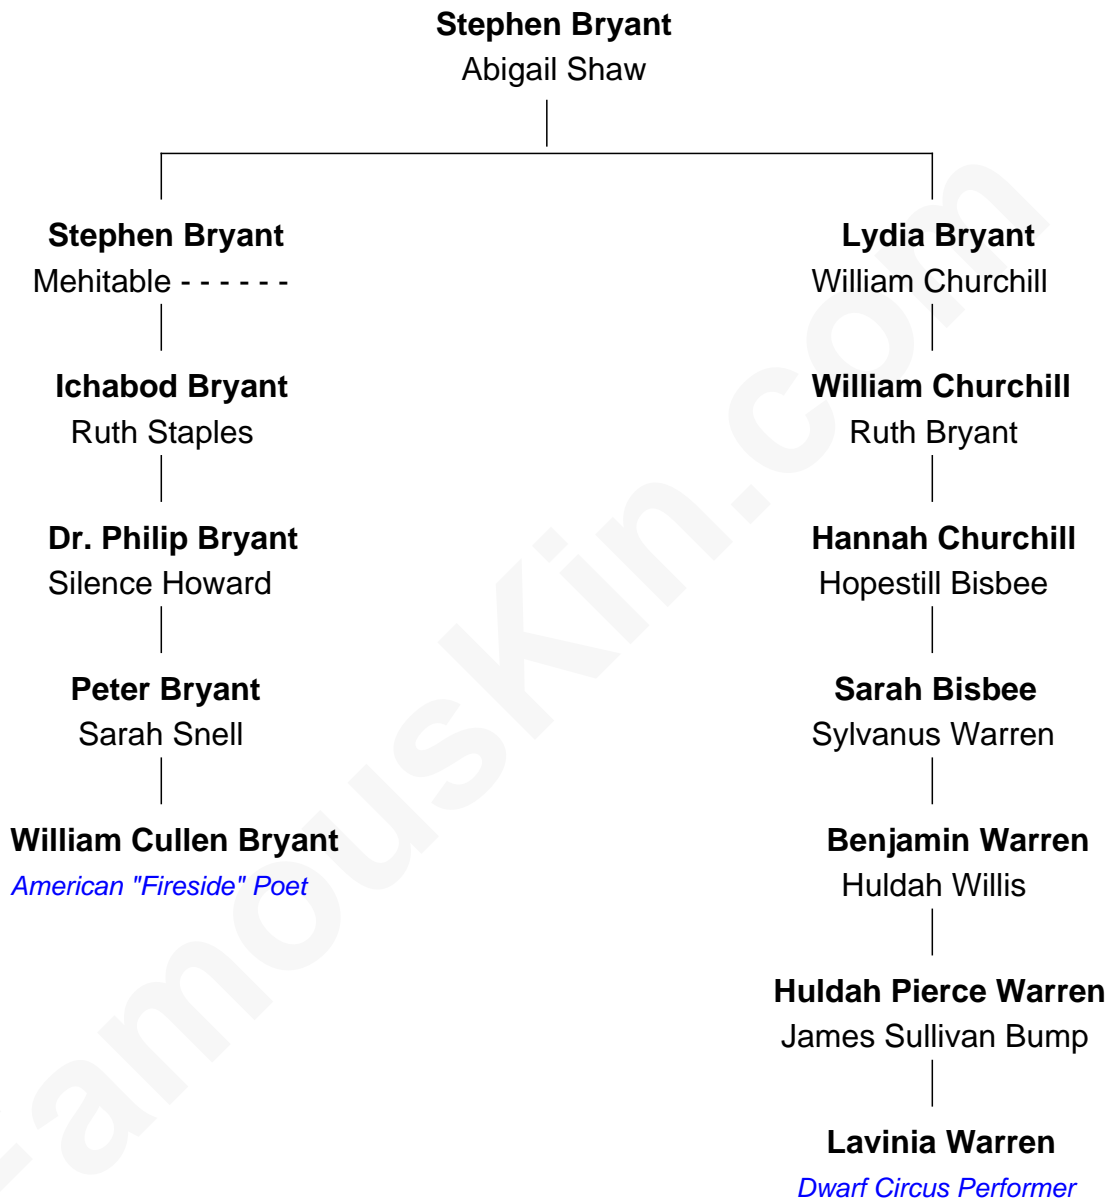 Stephen Bryant
Abigail Shaw
Stephen Bryant
Mehitable - - - - - -
Lydia Bryant
William Churchill
Ichabod Bryant
Ruth Staples
William Churchill
Ruth Bryant
Dr. Philip Bryant
Silence Howard
Hannah Churchill
Hopestill Bisbee
Peter Bryant
Sarah Snell
Sarah Bisbee
Sylvanus Warren
William Cullen Bryant
American "Fireside" Poet
Benjamin Warren
Huldah Willis
Huldah Pierce Warren
James Sullivan Bump
Lavinia Warren
Dwarf Circus Performer
FamousKin.com